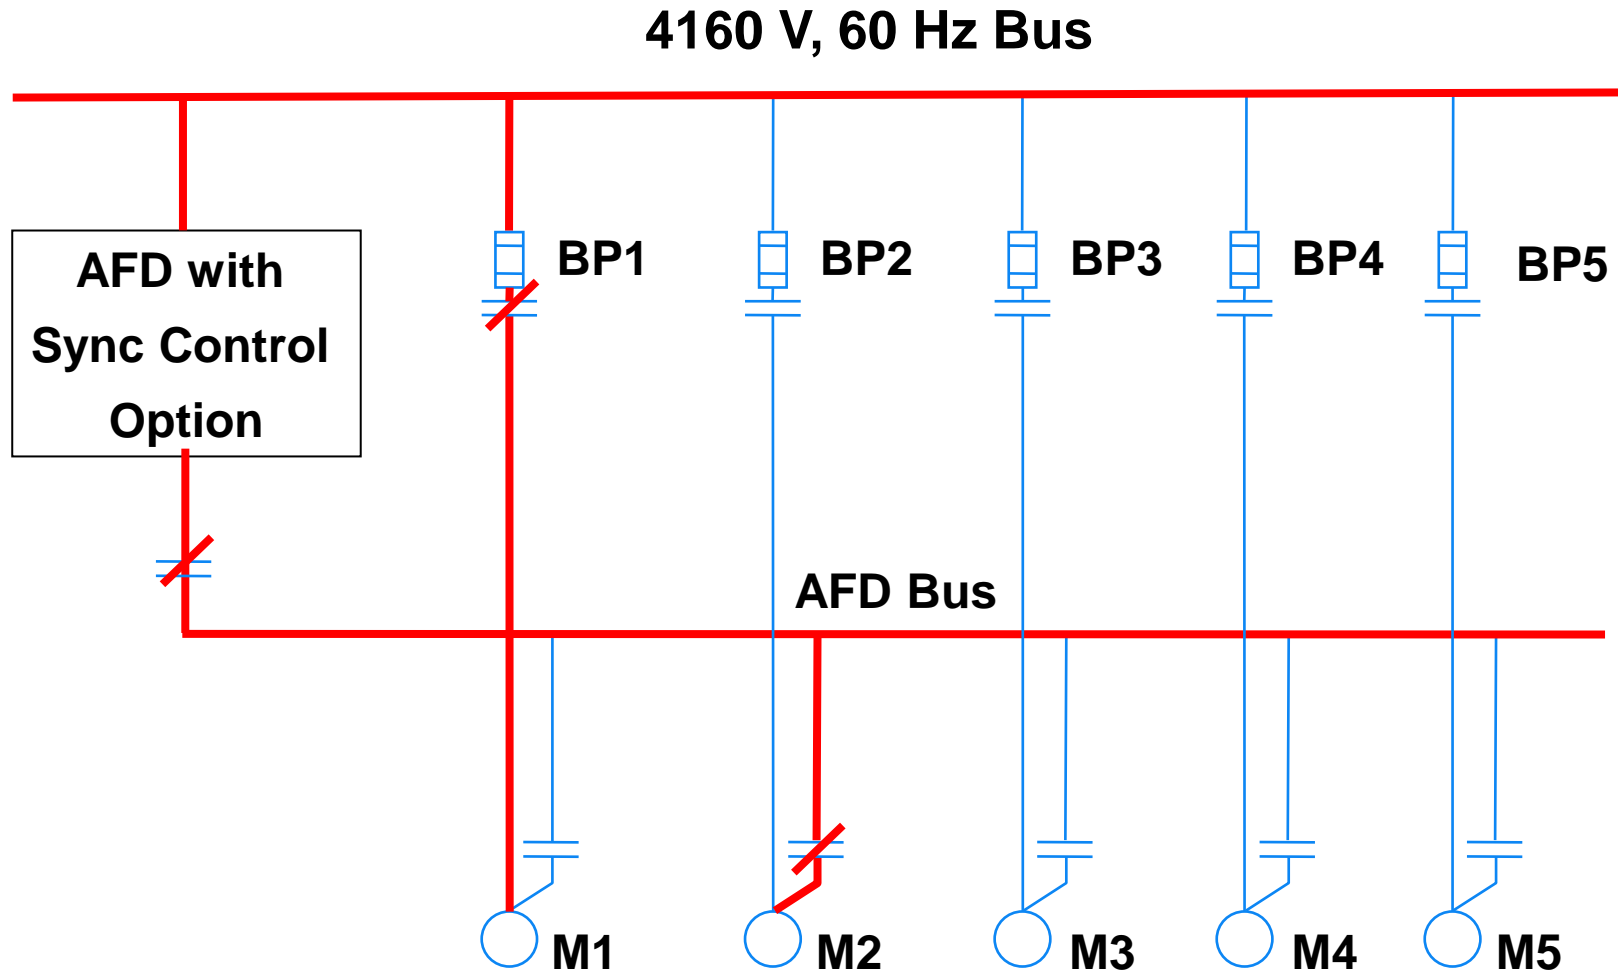 4160 V, 60 Hz Bus
AFD with
Sync Control
Option
BP1
BP2
BP3
BP4
BP5
AFD Bus
M1
M2
M3
M4
M5